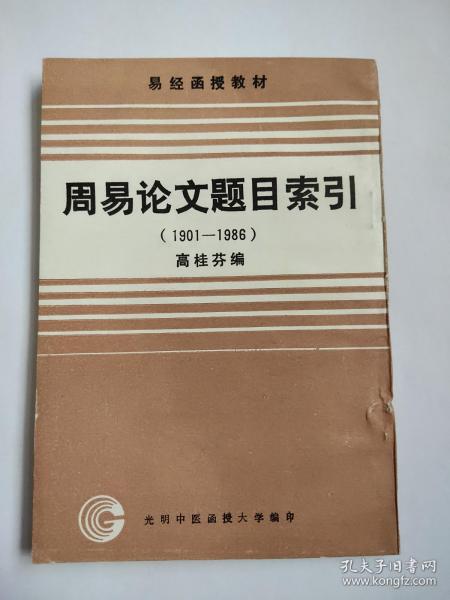 易经函授教材
周易论文题目索引
(1901—1986)
高桂芬编
光明中医函授大学编印
孔夫子旧书网
www.kongfz.com